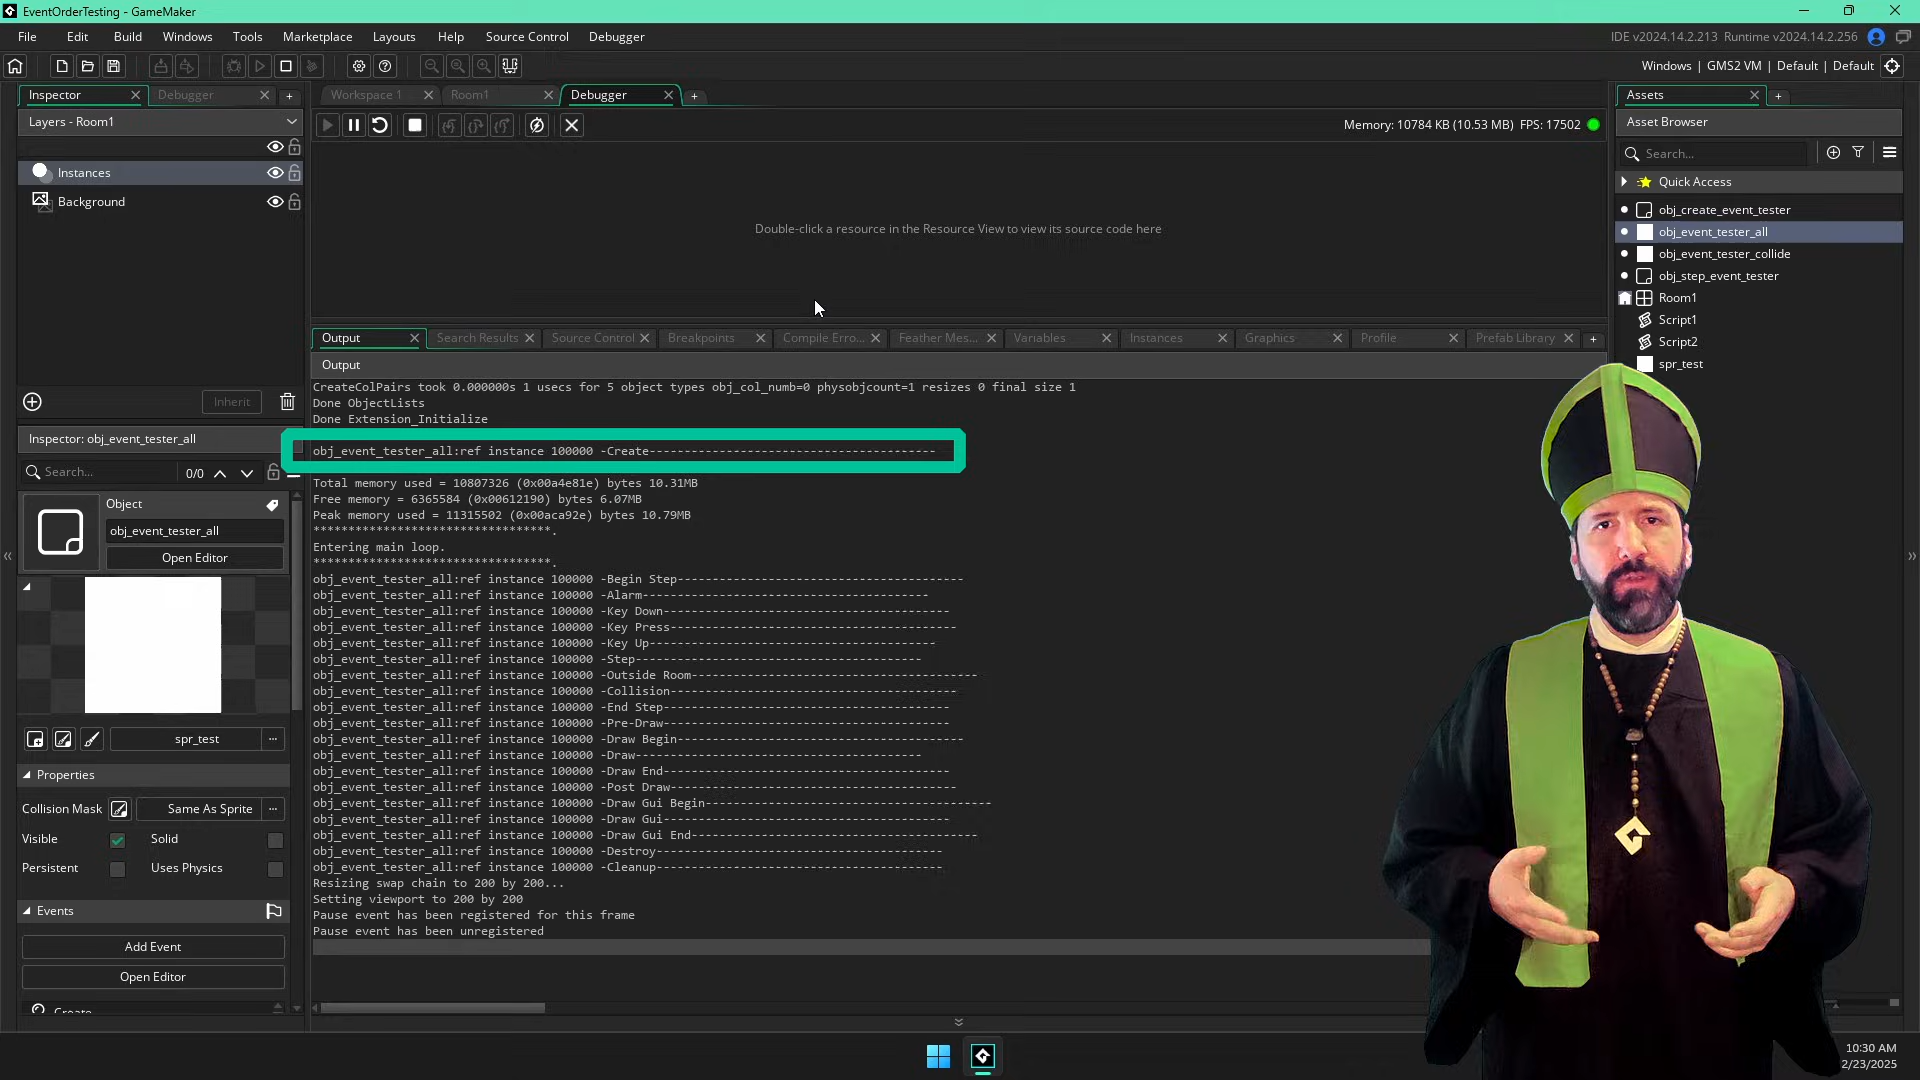 EventOrderTesting - GameMaker
File Edit Build Windows Tools Marketplace Layouts Help Source Control Debugger
IDE v2024.14.2.213 Runtime v2024.14.2.256
Windows | GMS2 VM | Default | Default
Inspector Debugger
Workspace 1 Room1 Debugger
Assets
Layers - Room1
Memory: 10784 KB (10.53 MB) FPS: 17502
Asset Browser
Search...
Instances
Background
Quick Access
obj_create_event_tester
obj_event_tester_all
obj_event_tester_collide
obj_step_event_tester
Room1
Script1
Script2
spr_test
Double-click a resource in the Resource View to view its source code here
Output Search Results Source Control Breakpoints Compile Erro... Feather Mes... Variables Instances Graphics Profile Prefab Library
Output
CreateColPairs took 0.000000s 1 usecs for 5 object types obj_col_numb=0 physobjcount=1 resizes 0 final size 1
Done ObjectLists
Done Extension_Initialize
obj_event_tester_all:ref instance 100000 -Create-----------------------------------------
Total memory used = 10807326 (0x00a4e81e) bytes 10.31MB
Free memory = 6365584 (0x00612190) bytes 6.07MB
Peak memory used = 11315502 (0x00aca92e) bytes 10.79MB
**********************************.
Entering main loop.
**********************************.
obj_event_tester_all:ref instance 100000 -Begin Step-----------------------------------------
obj_event_tester_all:ref instance 100000 -Alarm-----------------------------------------
obj_event_tester_all:ref instance 100000 -Key Down-----------------------------------------
obj_event_tester_all:ref instance 100000 -Key Press-----------------------------------------
obj_event_tester_all:ref instance 100000 -Key Up-----------------------------------------
obj_event_tester_all:ref instance 100000 -Step-----------------------------------------
obj_event_tester_all:ref instance 100000 -Outside Room-----------------------------------------
obj_event_tester_all:ref instance 100000 -Collision-----------------------------------------
obj_event_tester_all:ref instance 100000 -End Step-----------------------------------------
obj_event_tester_all:ref instance 100000 -Pre-Draw-----------------------------------------
obj_event_tester_all:ref instance 100000 -Draw Begin-----------------------------------------
obj_event_tester_all:ref instance 100000 -Draw-----------------------------------------
obj_event_tester_all:ref instance 100000 -Draw End-----------------------------------------
obj_event_tester_all:ref instance 100000 -Post Draw-----------------------------------------
obj_event_tester_all:ref instance 100000 -Draw Gui Begin-----------------------------------------
obj_event_tester_all:ref instance 100000 -Draw Gui-----------------------------------------
obj_event_tester_all:ref instance 100000 -Draw Gui End-----------------------------------------
obj_event_tester_all:ref instance 100000 -Destroy-----------------------------------------
obj_event_tester_all:ref instance 100000 -Cleanup-----------------------------------------
Resizing swap chain to 200 by 200...
Setting viewport to 200 by 200
Pause event has been registered for this frame
Pause event has been unregistered
Inherit
Inspector: obj_event_tester_all
Search... 0/0
Object
obj_event_tester_all
Open Editor
spr_test
Properties
Collision Mask Same As Sprite
Visible Solid
Persistent Uses Physics
Events
Add Event
Open Editor
Create
10:30 AM
2/23/2025